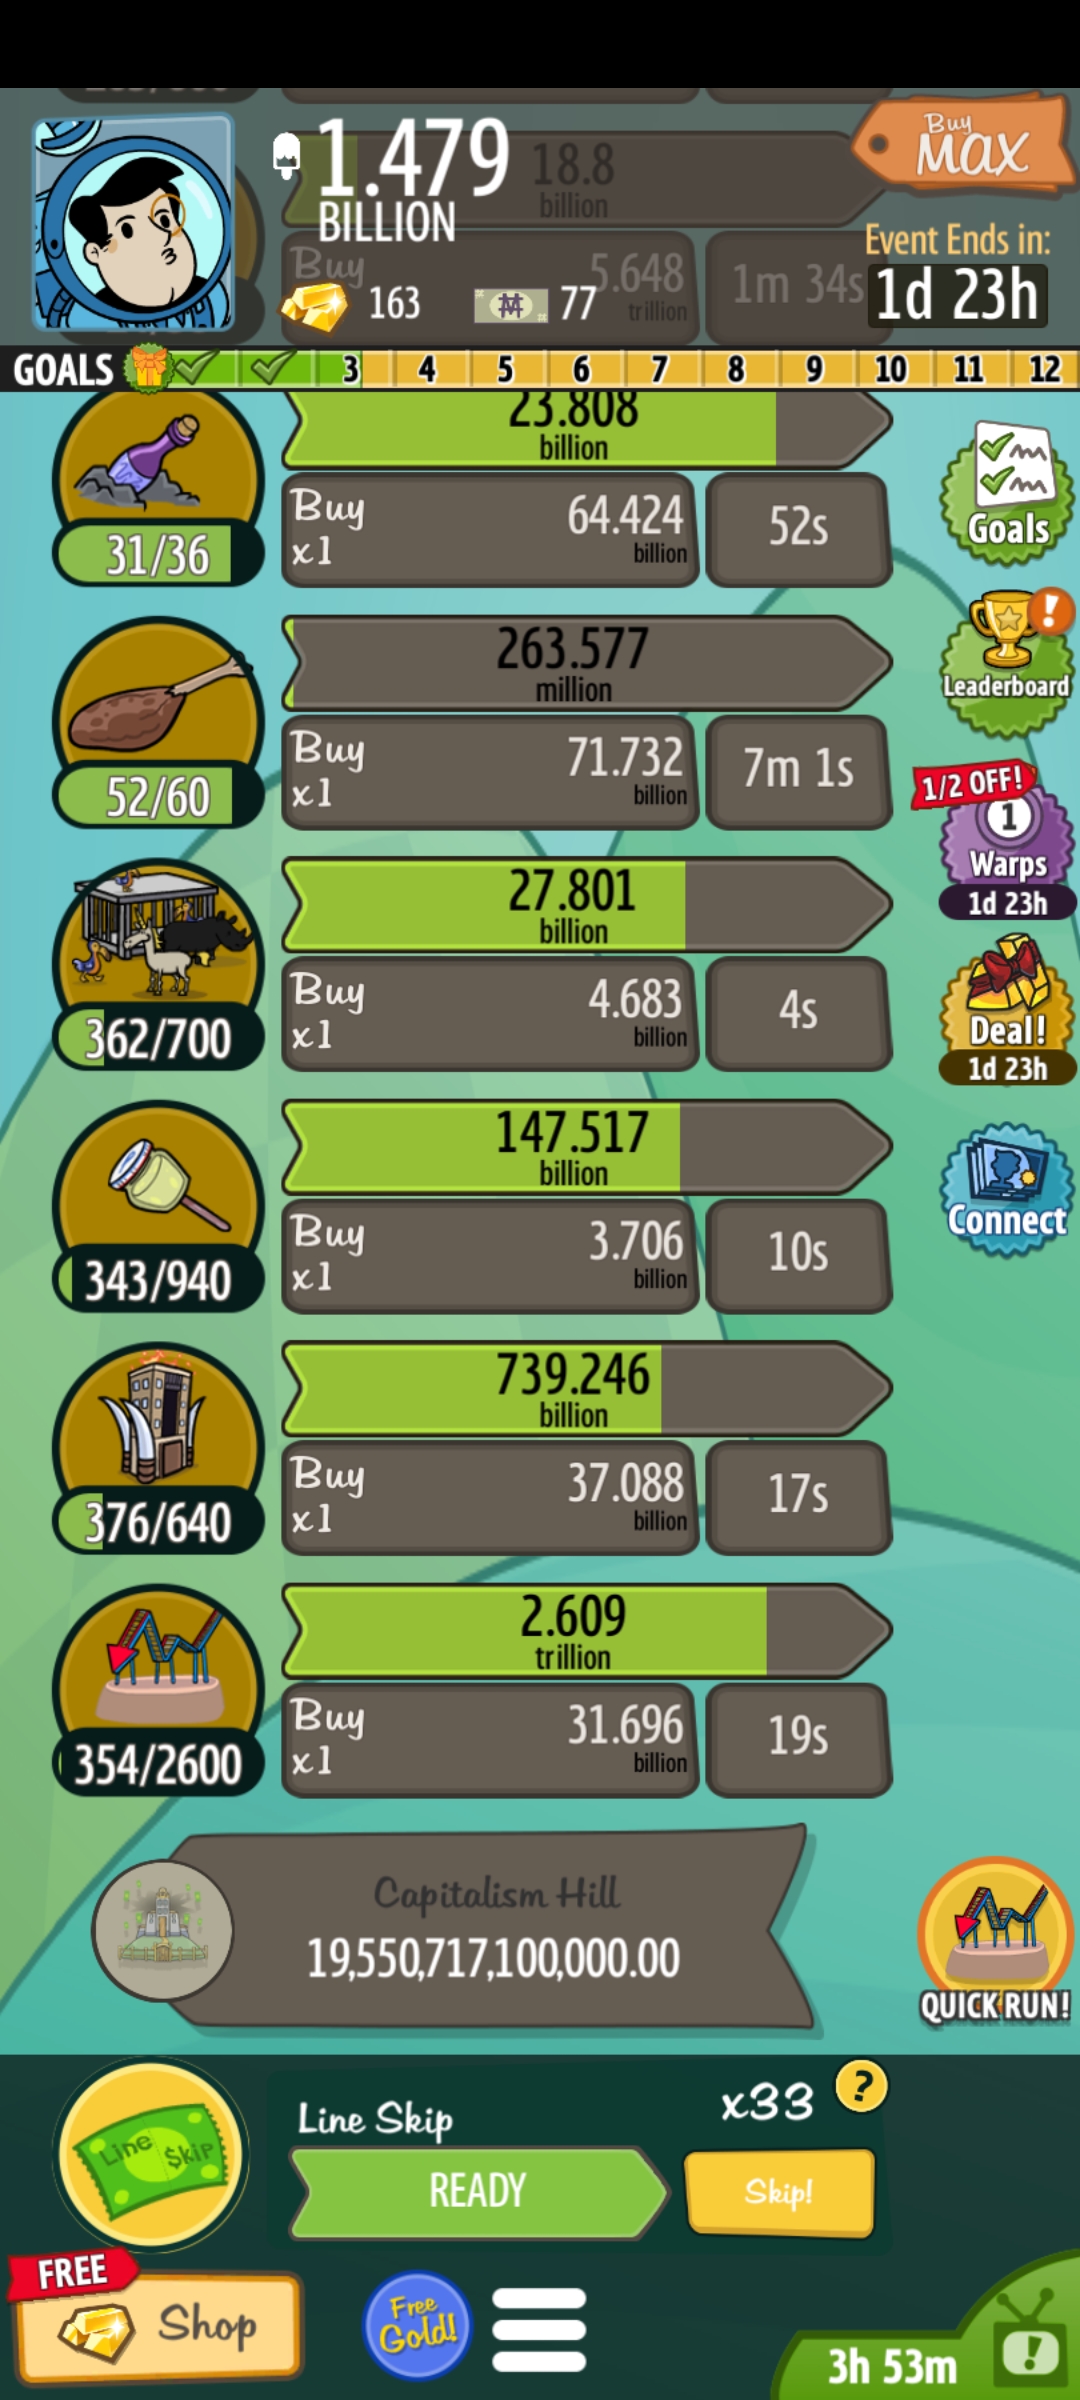 1.479
BILLION
18.8
billion
Buy
MAX
Buy
5.648
trillion
1m 34s
163
77
Event Ends in:
1d 23h
GOALS
3 4 5 6 7 8 9 10 11 12
23.808
billion
31/36
Buy
x1
64.424
billion
52s
Goals
263.577
million
52/60
Buy
x1
71.732
billion
7m 1s
Leaderboard
!
1/2 OFF!
1
Warps
1d 23h
27.801
billion
362/700
Buy
x1
4.683
billion
4s
Deal!
1d 23h
147.517
billion
343/940
Buy
x1
3.706
billion
10s
Connect
739.246
billion
376/640
Buy
x1
37.088
billion
17s
2.609
trillion
354/2600
Buy
x1
31.696
billion
19s
Capitalism Hill
19,550,717,100,000.00
QUICK RUN!
Line $kip
Line Skip
x33
?
READY
Skip!
FREE
Shop
Free
Gold!
3h 53m
!